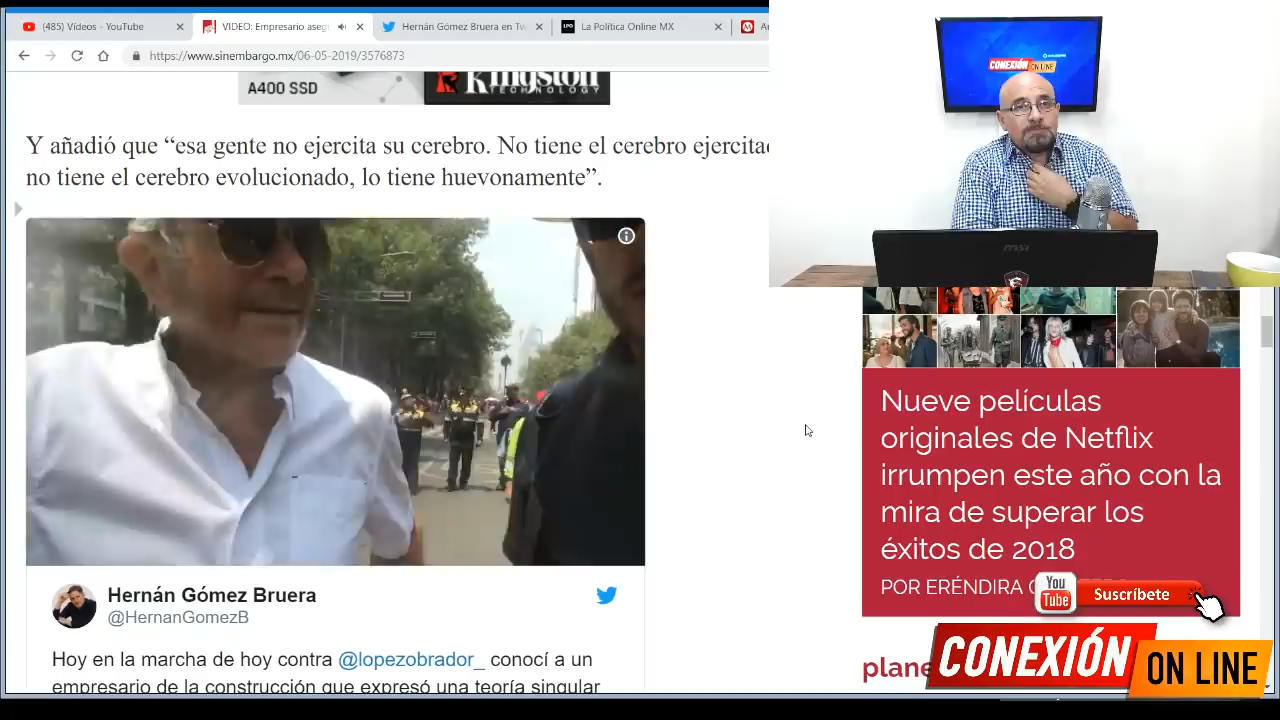 (485) Vídeos - YouTube
VIDEO: Empresario aseg
Hernán Gómez Bruera en Tw
La Política Online MX
https://www.sinembargo.mx/06-05-2019/3576873
A400 SSD
Kingston
TECHNOLOGY
CONEXIÓN ON LINE
msi
Y añadió que “esa gente no ejercita su cerebro. No tiene el cerebro
no tiene el cerebro evolucionado, lo tiene huevonamente”.
Hernán Gómez Bruera
@HernanGomezB
Hoy en la marcha de hoy contra @lopezobrador_ conocí a un
empresario de la construcción que expresó una teoría singular
Nueve películas
originales de Netflix
irrumpen este año con la
mira de superar los
éxitos de 2018
POR ERÉNDIRA
You
Tube
Suscríbete
CONEXIÓN
ON LINE